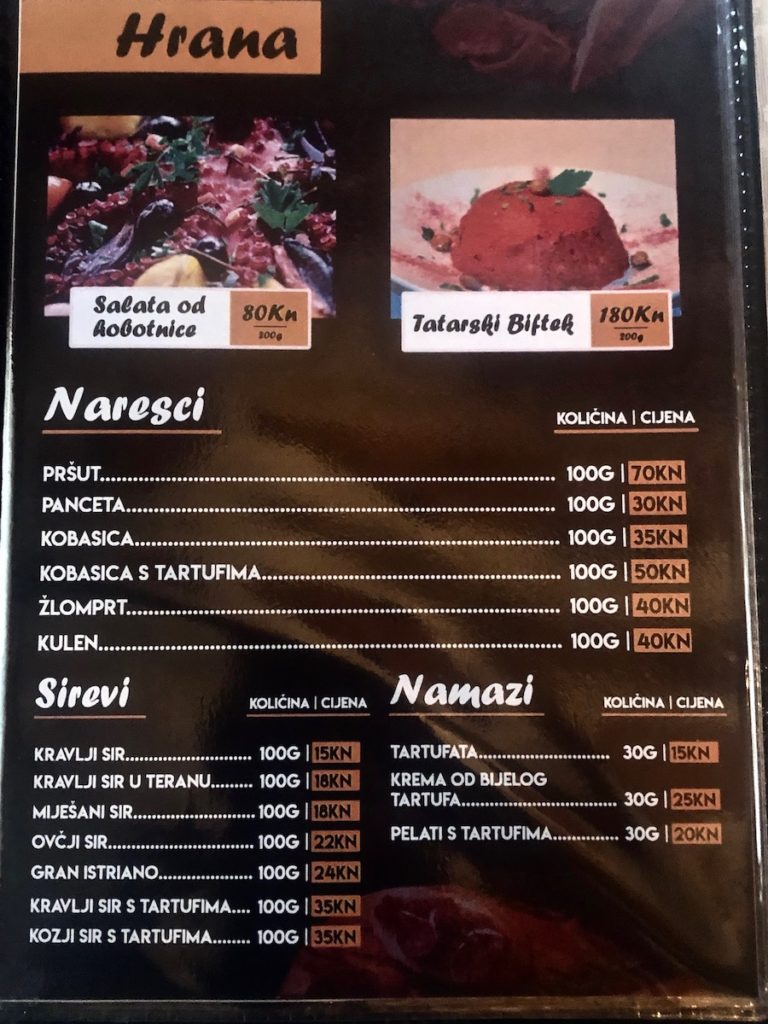 Hrana
Salata od
hobotnice
80Kn
200g
Tatarski Biftek
180Kn
200g
Naresci
KOLIĆINA | CIJENA
PRŠUT........ 100G | 70KN
PANCETA........ 100G | 30KN
KOBASICA........ 100G | 35KN
KOBASICA S TARTUFIMA........ 100G | 50KN
ŽLOMPRT........ 100G | 40KN
KULEN........ 100G | 40KN
Sirevi
KOLIĆINA | CIJENA
KRAVLJI SIR........ 100G | 15KN
KRAVLJI SIR U TERANU........ 100G | 18KN
MIJEŠANI SIR........ 100G | 18KN
OVČJI SIR........ 100G | 22KN
GRAN ISTRIANO........ 100G | 24KN
KRAVLJI SIR S TARTUFIMA.... 100G | 35KN
KOZJI SIR S TARTUFIMA........ 100G | 35KN
Namazi
KOLIĆINA | CIJENA
TARTUFATA........ 30G | 15KN
KREMA OD BIJELOG
TARTUFA........ 30G | 25KN
PELATI S TARTUFIMA........ 30G | 20KN